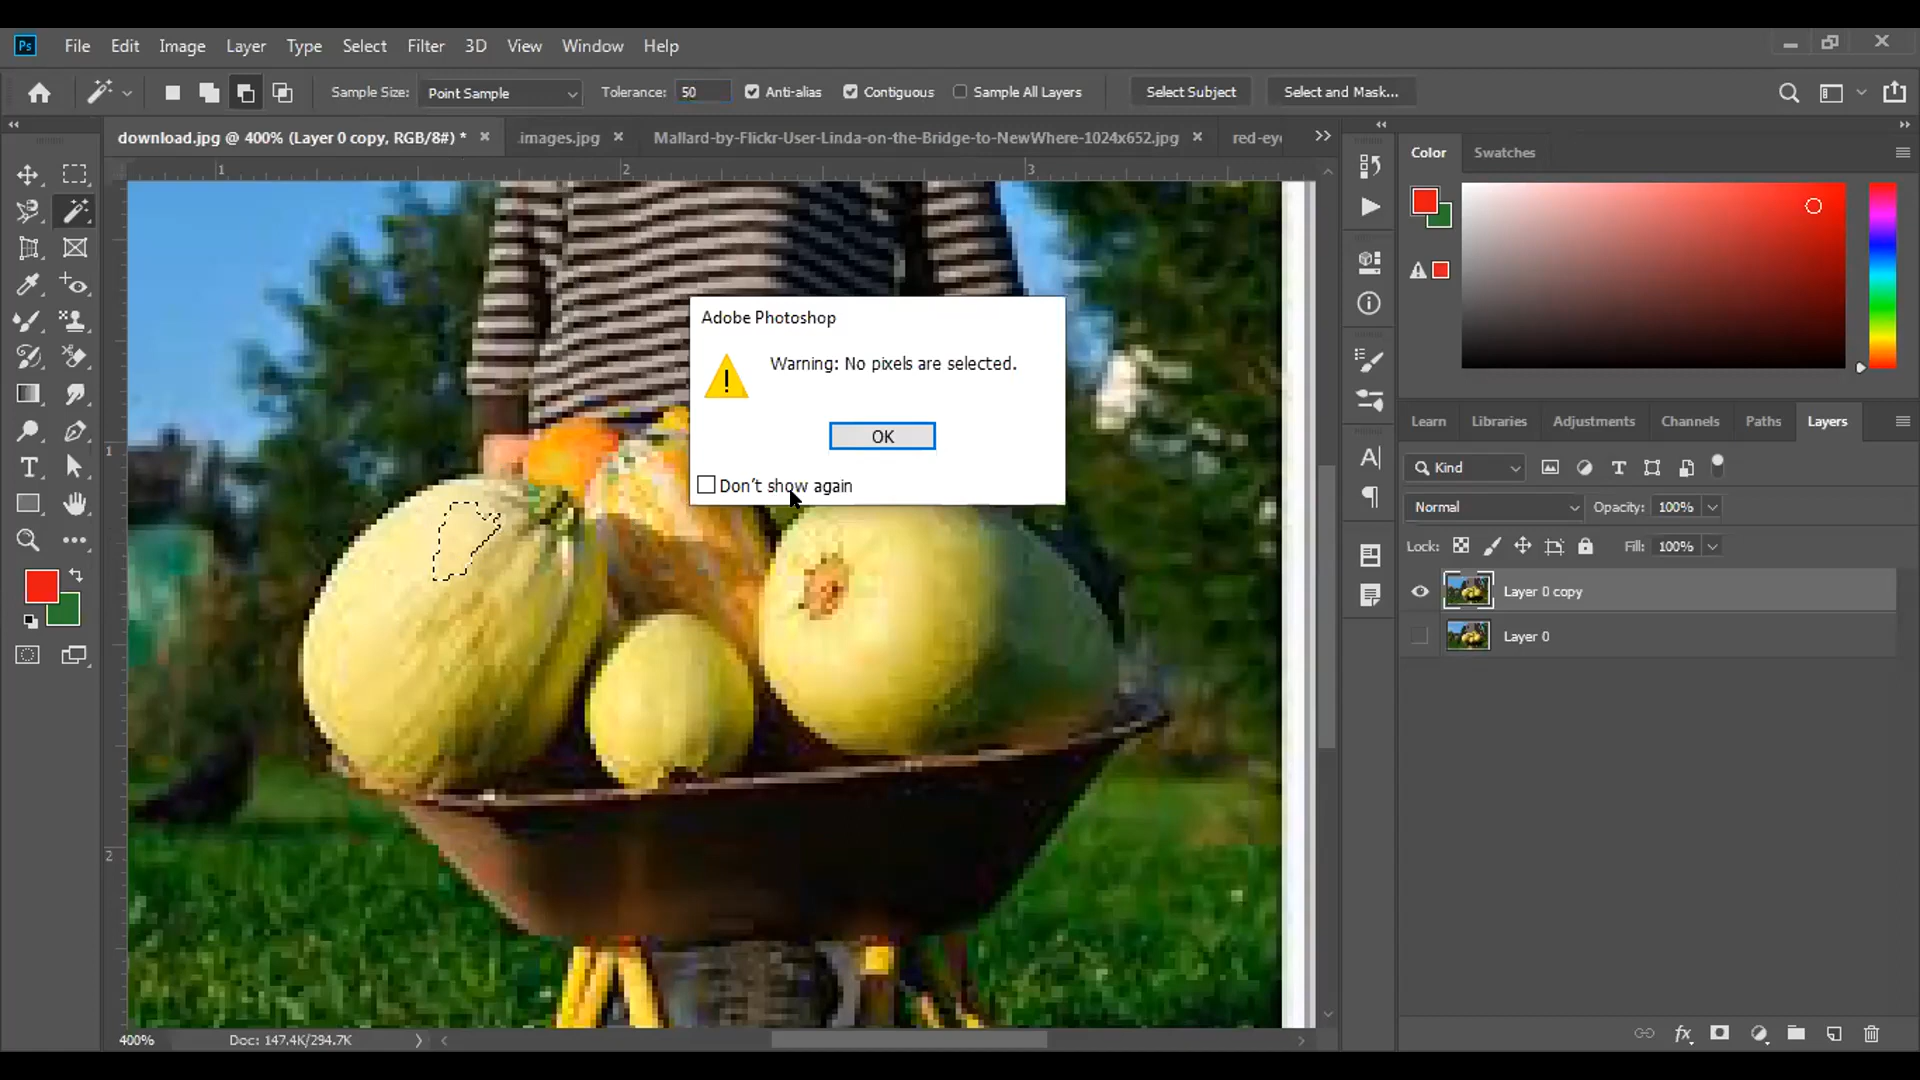 Ps File Edit Image Layer Type Select Filter 3D View Window Help
Sample Size: Point Sample Tolerance: 50 Anti-alias Contiguous Sample All Layers Select Subject Select and Mask...
download.jpg @ 400% (Layer 0 copy, RGB/8#) * images.jpg Mallard-by-Flickr-User-Linda-on-the-Bridge-to-NewWhere-1024x652.jpg red-eye
1 2 3
Color Swatches
Adobe Photoshop
Warning: No pixels are selected.
OK
Don't show again
Learn Libraries Adjustments Channels Paths Layers
Kind
Normal Opacity: 100%
Lock: Fill: 100%
Layer 0 copy
Layer 0
1
2
400% Doc: 147.4K/294.7K